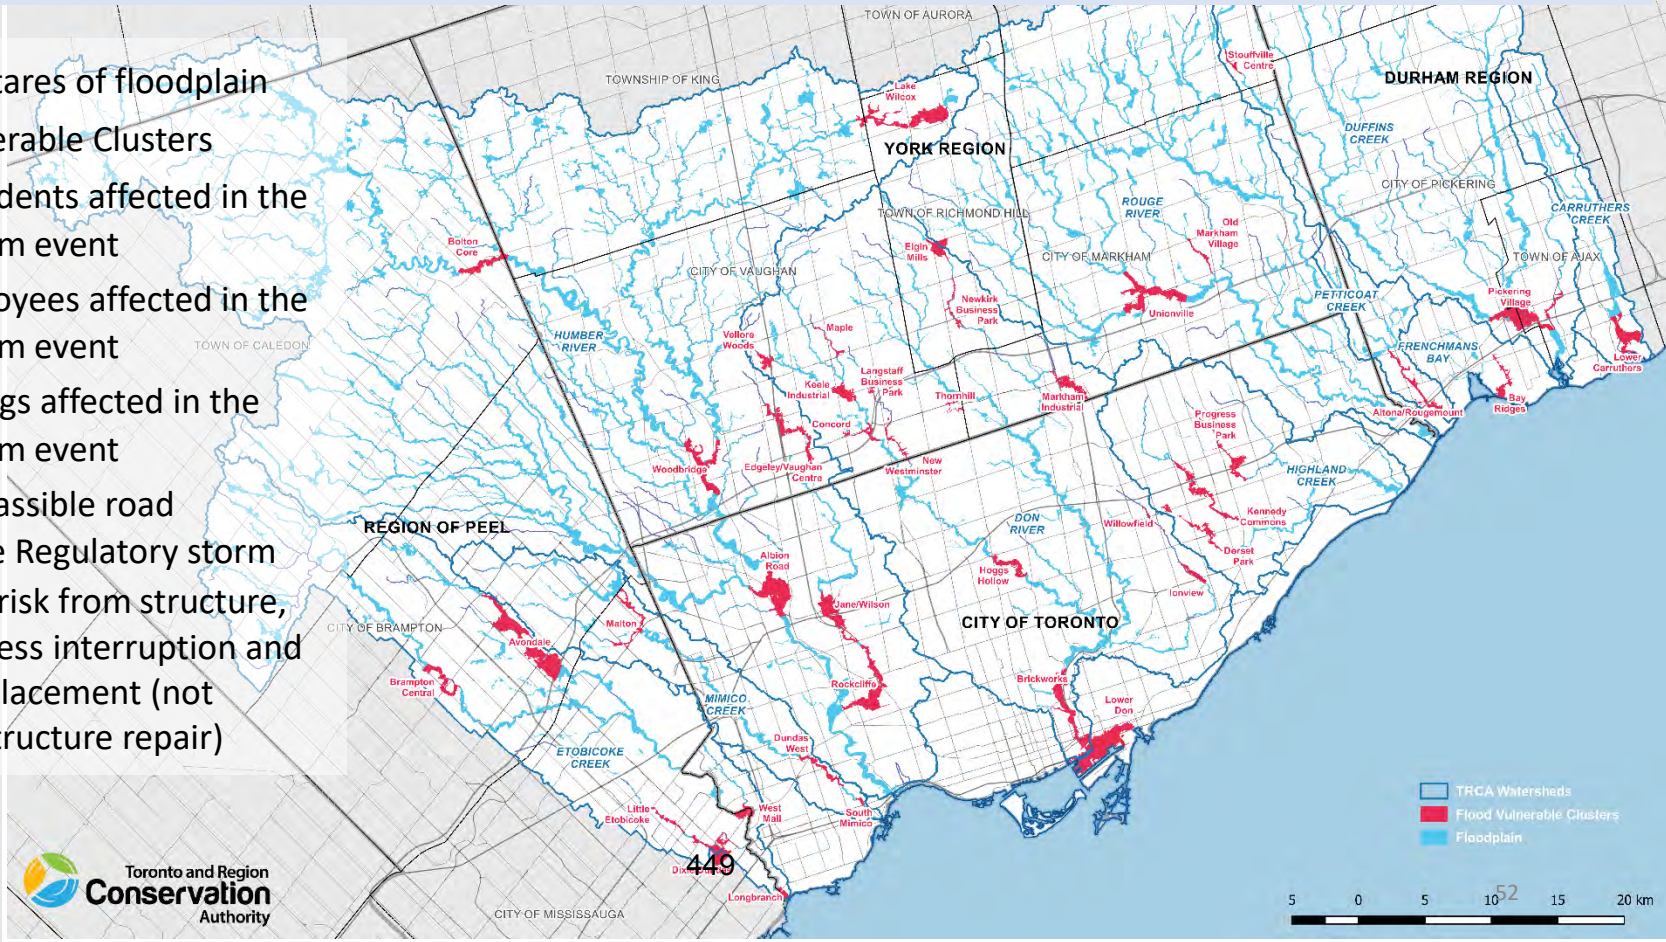 tares of floodplain
erable Clusters
dents affected in the
m event
oyees affected in the
m event
gs affected in the
m event
assible road
e Regulatory storm
risk from structure,
ess interruption and
placement (not
tructure repair)
TOWN OF AURORA
TOWNSHIP OF KING
Lake
Wilcox
YORK REGION
Stouffville
Centre
DURHAM REGION
DUFFINS
CREEK
CITY OF PICKERING
CARRUTHERS
CREEK
TOWN OF AJAX
TOWN OF RICHMOND HILL
ROUGE
RIVER
Old
Markham
Village
Elgin
Mills
CITY OF MARKHAM
Bolton
Core
CITY OF VAUGHAN
Newkirk
Business
Park
Unionville
PETTICOAT
CREEK
Pickering
Village
TOWN OF CALEDON
HUMBER
RIVER
Vellore
Woods
Maple
FRENCHMANS
BAY
Lower
Carruthers
Keele
Industrial
Langstaff
Business
Park
Thornhill
Markham
Industrial
Altona/Rougemount
Bay
Ridges
Concord
Progress
Business
Park
Woodbridge
Edgeley/Vaughan
Centre
New
Westminster
HIGHLAND
CREEK
REGION OF PEEL
DON
RIVER
Willowfield
Kennedy
Commons
Dorset
Park
Albion
Road
Hoggs
Hollow
Ionview
Jane/Wilson
CITY OF TORONTO
CITY OF BRAMPTON
Malton
Avondale
Brampton
Central
Rockcliffe
Brickworks
MIMICO
CREEK
Lower
Don
Dundas
West
ETOBICOKE
CREEK
Little
Etobicoke
West
Mall
South
Mimico
449
Longbranch
CITY OF MISSISSAUGA
TRCA Watersheds
Flood Vulnerable Clusters
Floodplain
Toronto and Region
Conservation
Authority
52
5 0 5 10 15 20 km